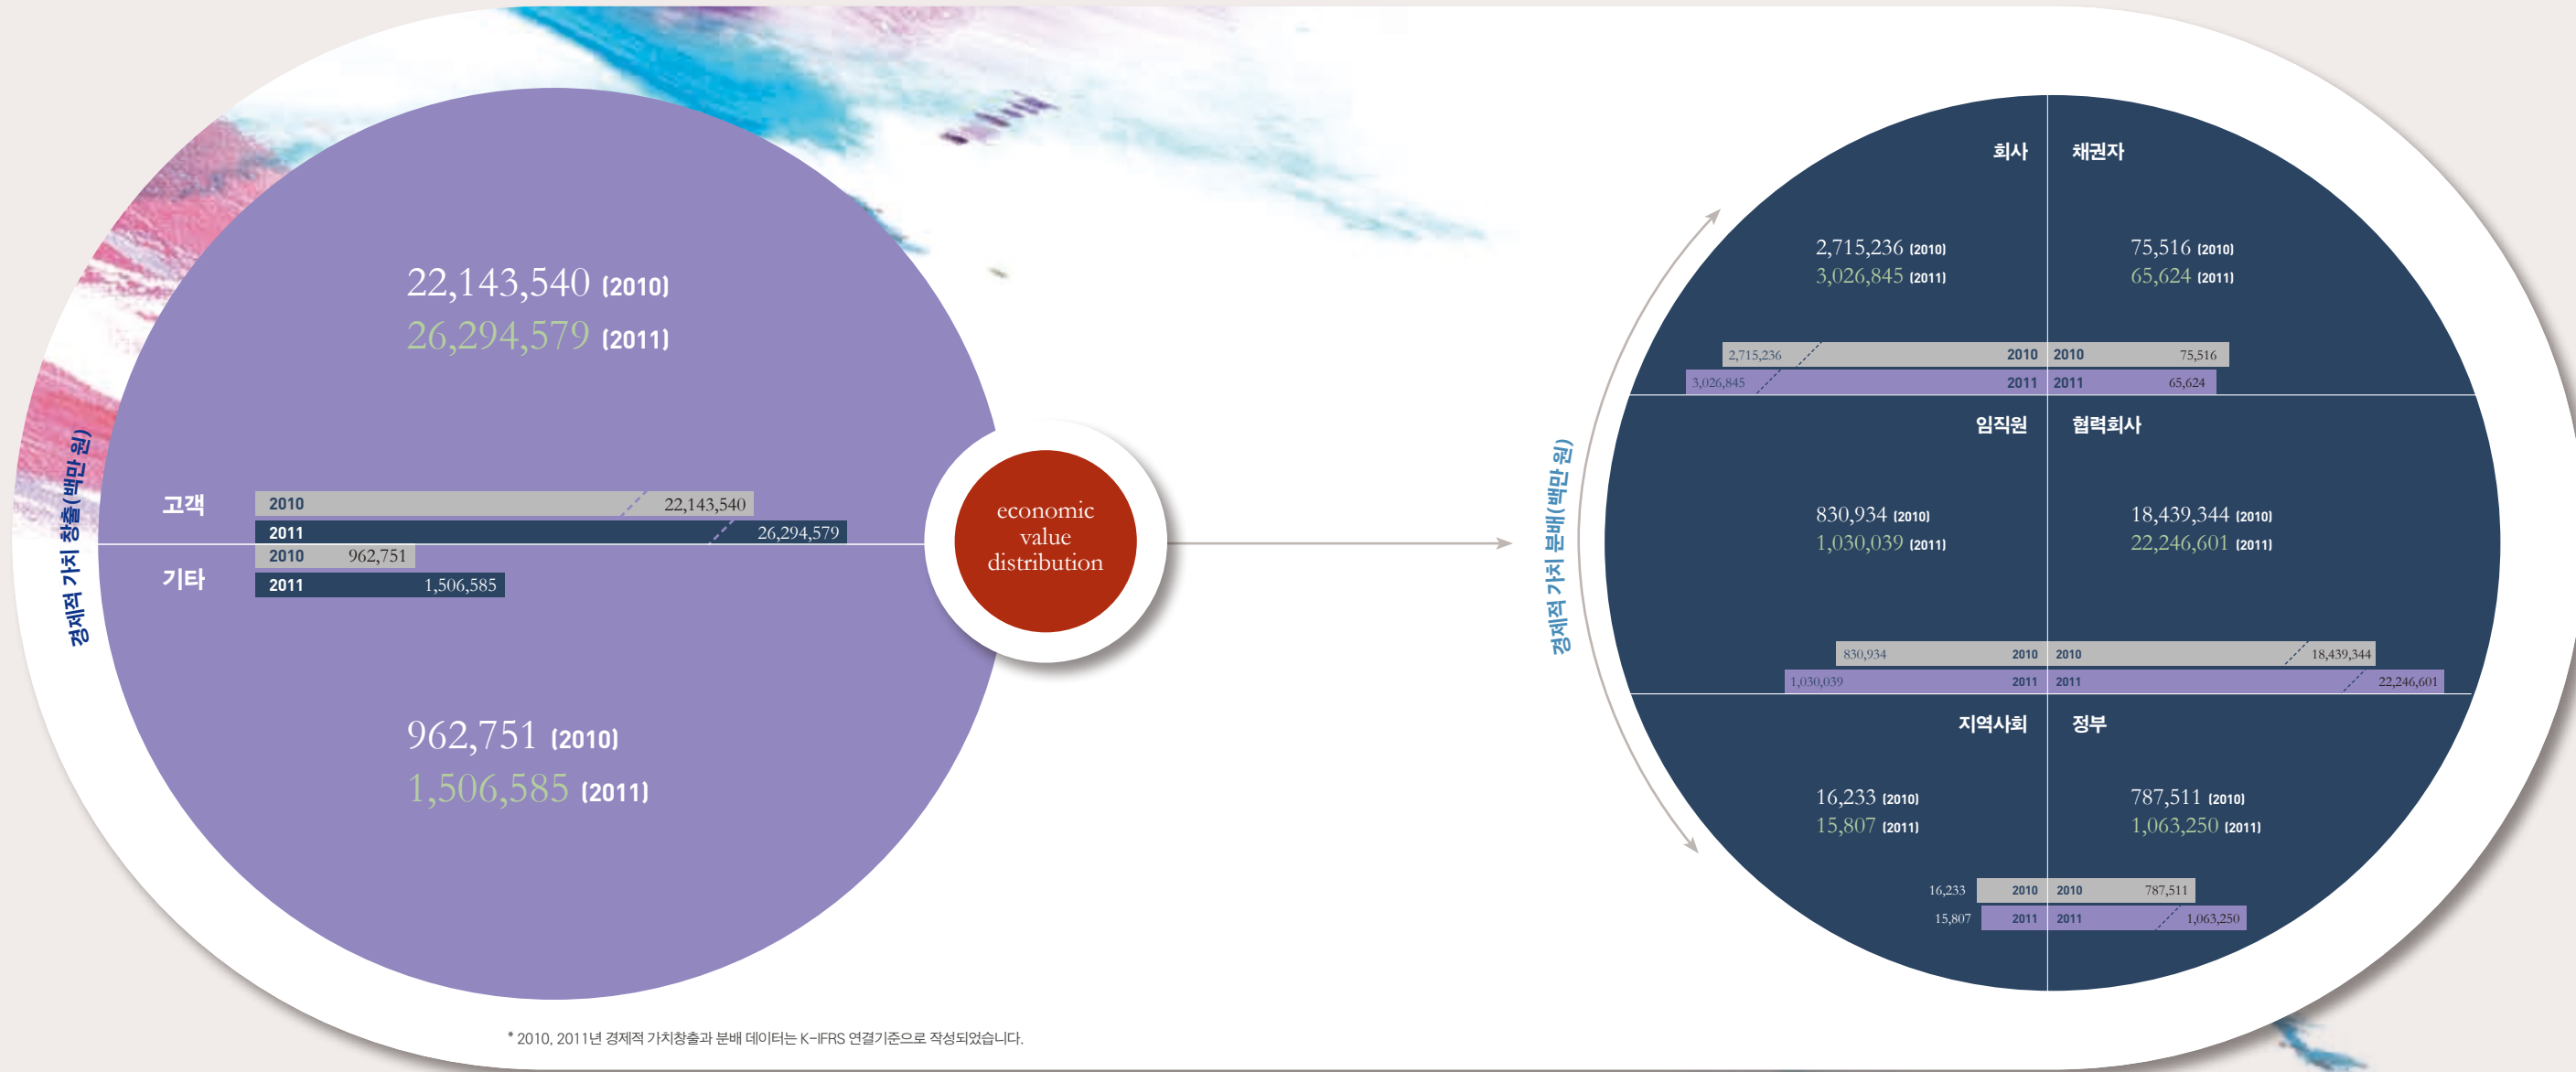 경제적 가치 창출(백만 원)
22,143,540 (2010)
26,294,579 (2011)
고객
2010 22,143,540
2011 26,294,579
기타
2010 962,751
2011 1,506,585
962,751 (2010)
1,506,585 (2011)
economic
value
distribution
경제적 가치 분배(백만 원)
회사
2,715,236 (2010)
3,026,845 (2011)
2,715,236 2010
3,026,845 2011
채권자
75,516 (2010)
65,624 (2011)
2010 75,516
2011 65,624
임직원
830,934 (2010)
1,030,039 (2011)
830,934 2010
1,030,039 2011
협력회사
18,439,344 (2010)
22,246,601 (2011)
2010 18,439,344
2011 22,246,601
지역사회
16,233 (2010)
15,807 (2011)
16,233 2010
15,807 2011
정부
787,511 (2010)
1,063,250 (2011)
2010 787,511
2011 1,063,250
* 2010, 2011년 경제적 가치창출과 분배 데이터는 K-IFRS 연결기준으로 작성되었습니다.